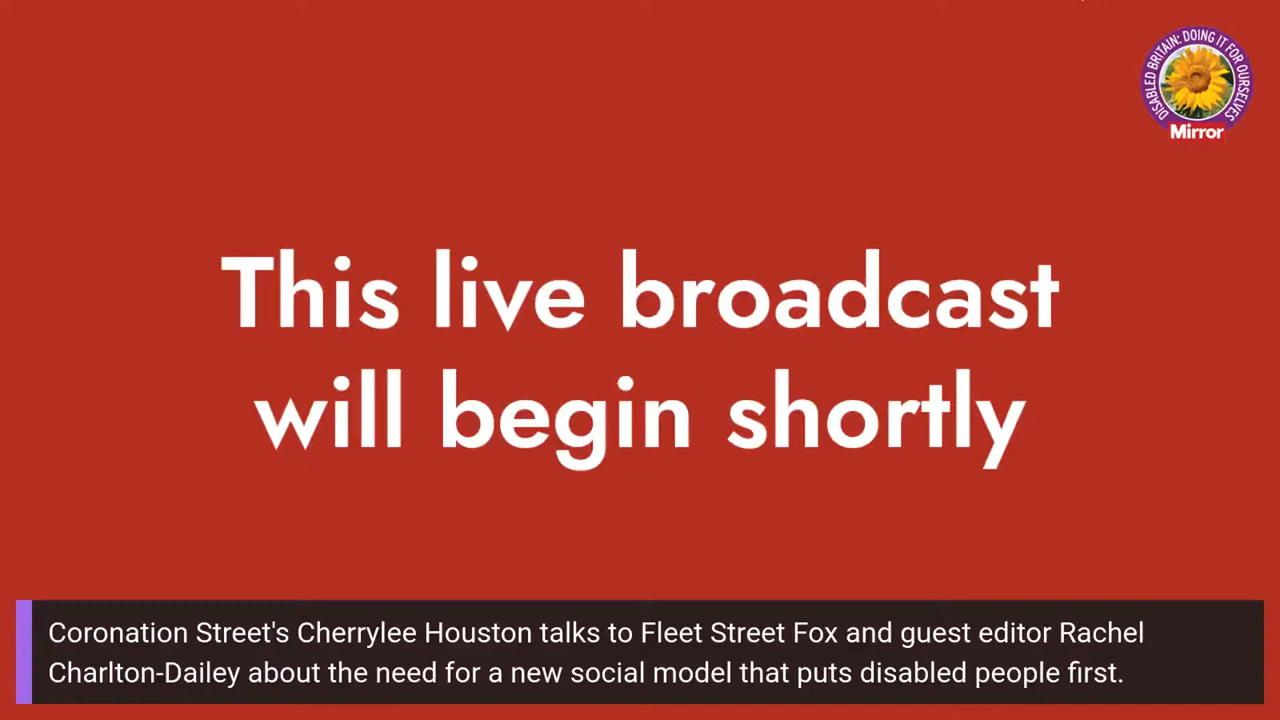 DISABLED BRITAIN: DOING IT FOR OURSELVES
Mirror
This live broadcast
will begin shortly
Coronation Street's Cherrylee Houston talks to Fleet Street Fox and guest editor Rachel
Charlton-Dailey about the need for a new social model that puts disabled people first.